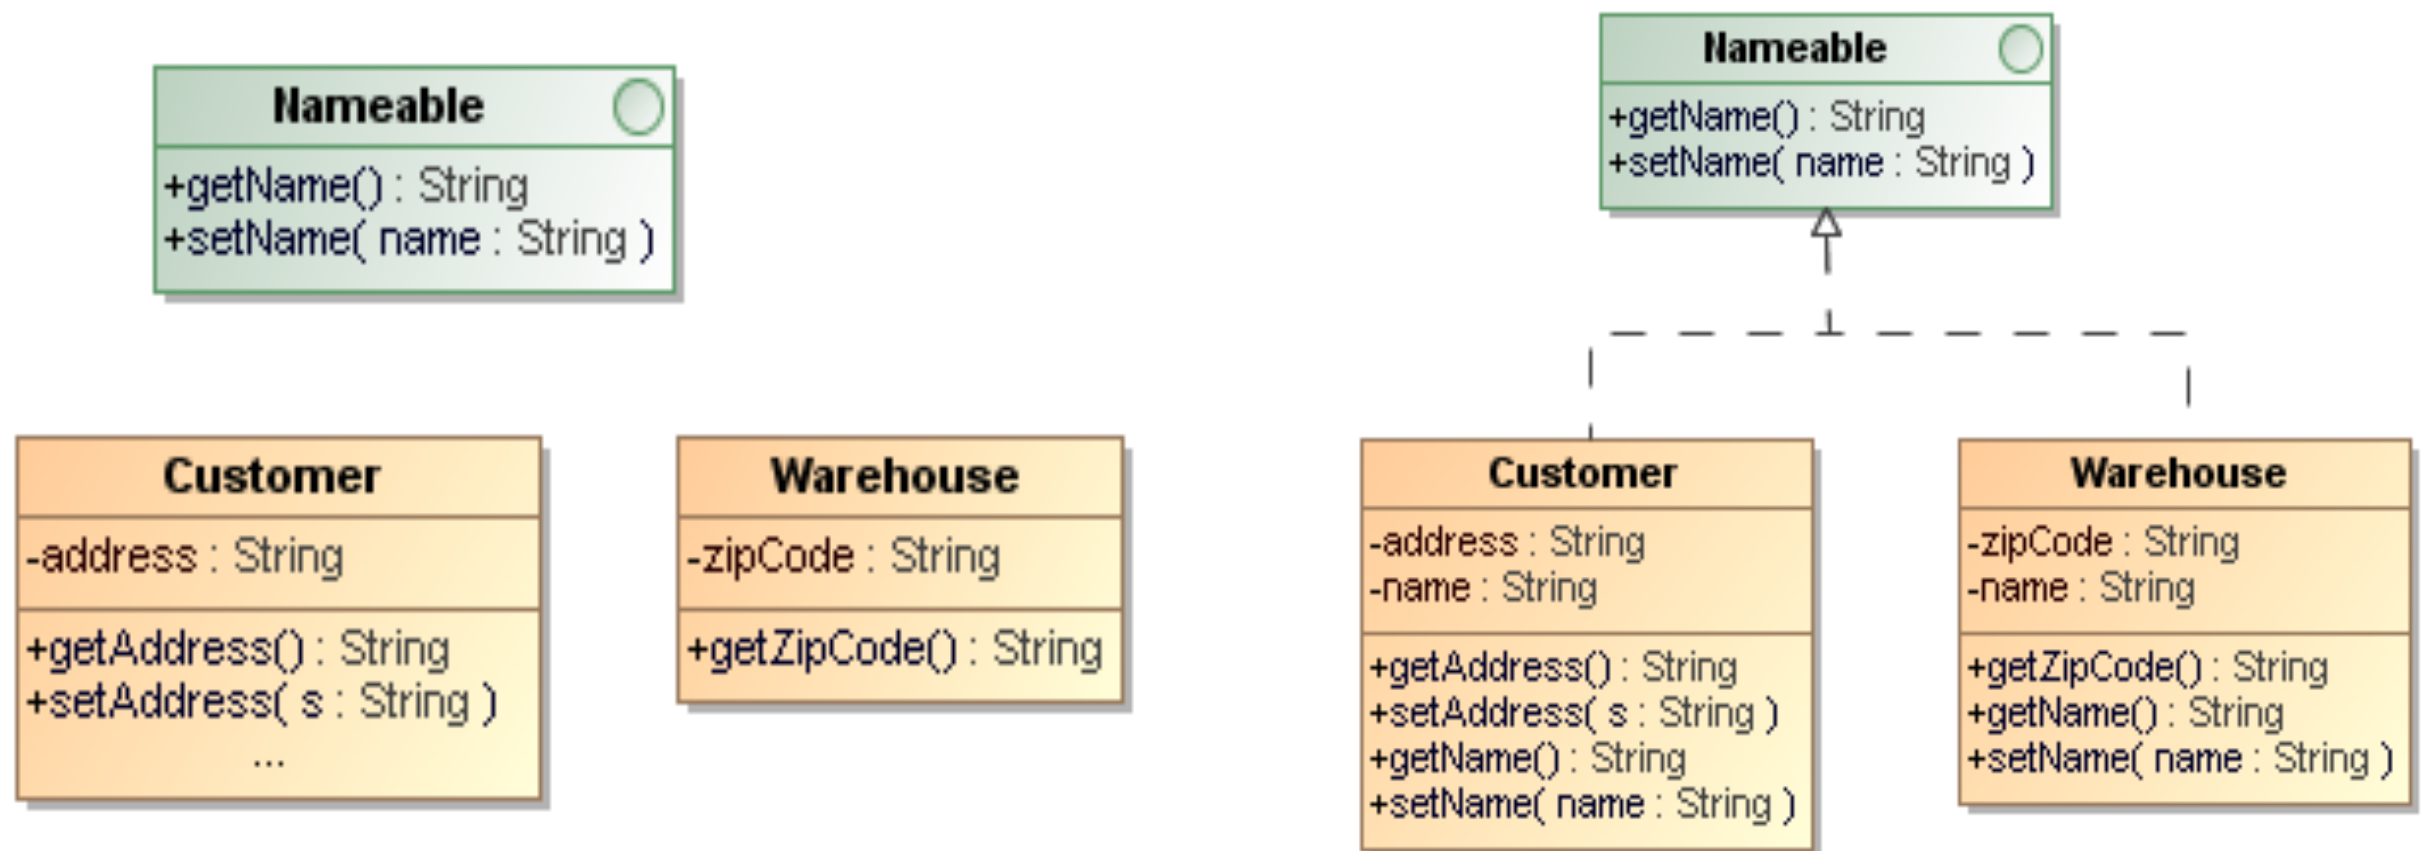 Nameable
+getName() : String
+setName( name : String )
Customer
-address : String
+getAddress() : String
+setAddress( s : String )
...
Warehouse
-zipCode : String
+getZipCode() : String
Nameable
+getName() : String
+setName( name : String )
Customer
-address : String
-name : String
+getAddress() : String
+setAddress( s : String )
+getName() : String
+setName( name : String )
Warehouse
-zipCode : String
-name : String
+getZipCode() : String
+getName() : String
+setName( name : String )